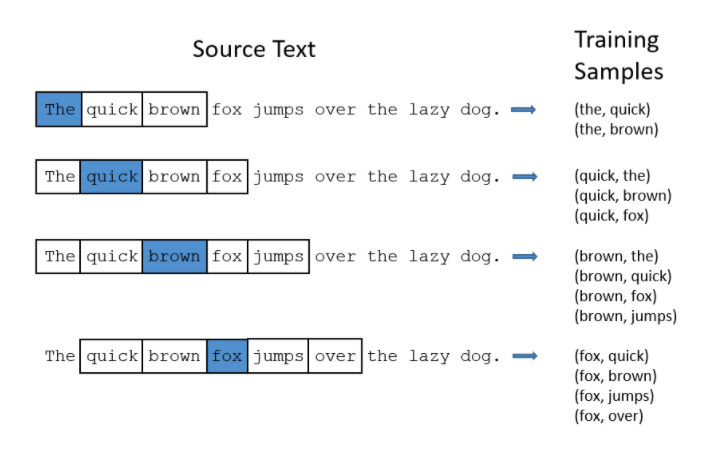 Source Text
Training
Samples
The quick brown fox jumps over the lazy dog.
(the, quick)
(the, brown)
The quick brown fox jumps over the lazy dog.
(quick, the)
(quick, brown)
(quick, fox)
The quick brown fox jumps over the lazy dog.
(brown, the)
(brown, quick)
(brown, fox)
(brown, jumps)
The quick brown fox jumps over the lazy dog.
(fox, quick)
(fox, brown)
(fox, jumps)
(fox, over)